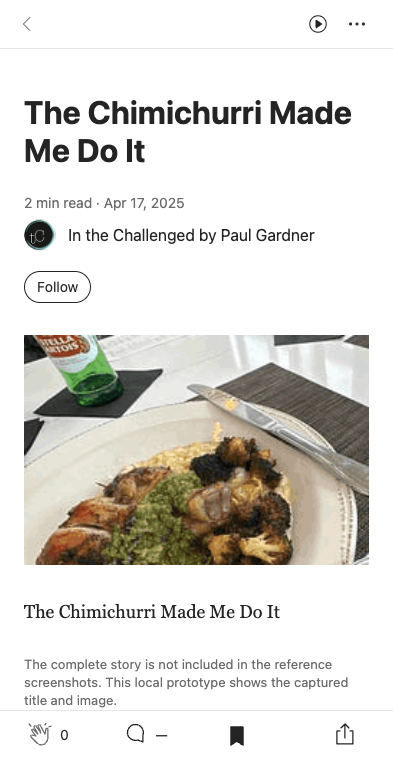 The Chimichurri Made
Me Do It
2 min read · Apr 17, 2025
tC
In the Challenged by Paul Gardner
Follow
STELLA
ARTOIS
The Chimichurri Made Me Do It
The complete story is not included in the reference
screenshots. This local prototype shows the captured
title and image.
0
–